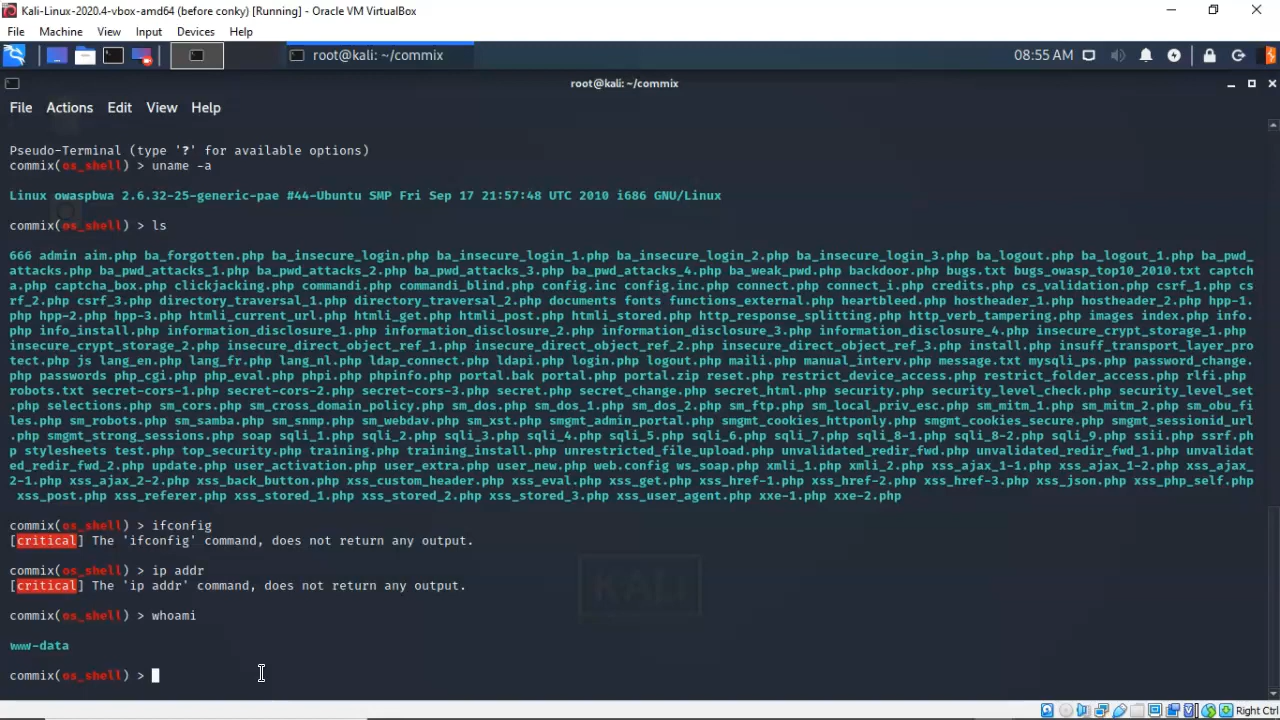 Kali-Linux-2020.4-vbox-amd64 (before conky) [Running] - Oracle VM VirtualBox
File Machine View Input Devices Help
root@kali: ~/commix 08:55 AM
root@kali: ~/commix
File Actions Edit View Help
Pseudo-Terminal (type '?' for available options)
commix(os_shell) > uname -a
Linux owaspbwa 2.6.32-25-generic-pae #44-Ubuntu SMP Fri Sep 17 21:57:48 UTC 2010 i686 GNU/Linux
commix(os_shell) > ls
666 admin aim.php ba_forgotten.php ba_insecure_login.php ba_insecure_login_1.php ba_insecure_login_2.php ba_insecure_login_3.php ba_logout.php ba_logout_1.php ba_pwd_
attacks.php ba_pwd_attacks_1.php ba_pwd_attacks_2.php ba_pwd_attacks_3.php ba_pwd_attacks_4.php ba_weak_pwd.php backdoor.php bugs.txt bugs_owasp_top10_2010.txt captch
a.php captcha_box.php clickjacking.php commandi.php commandi_blind.php config.inc config.inc.php connect.php connect_i.php credits.php cs_validation.php csrf_1.php cs
rf_2.php csrf_3.php directory_traversal_1.php directory_traversal_2.php documents fonts functions_external.php heartbleed.php hostheader_1.php hostheader_2.php hpp-1.
php hpp-2.php hpp-3.php htmli_current_url.php htmli_get.php htmli_post.php htmli_stored.php http_response_splitting.php http_verb_tampering.php images index.php info.
php info_install.php information_disclosure_1.php information_disclosure_2.php information_disclosure_3.php information_disclosure_4.php insecure_crypt_storage_1.php
insecure_crypt_storage_2.php insecure_direct_object_ref_1.php insecure_direct_object_ref_2.php insecure_direct_object_ref_3.php install.php insuff_transport_layer_pro
tect.php js lang_en.php lang_fr.php lang_nl.php ldap_connect.php ldapi.php login.php logout.php maili.php manual_interv.php message.txt mysqli_ps.php password_change.
php passwords php_cgi.php php_eval.php phpi.php phpinfo.php portal.bak portal.php portal.zip reset.php restrict_device_access.php restrict_folder_access.php rlfi.php
robots.txt secret-cors-1.php secret-cors-2.php secret-cors-3.php secret.php secret_change.php secret_html.php security.php security_level_check.php security_level_set
.php selections.php sm_cors.php sm_cross_domain_policy.php sm_dos.php sm_dos_1.php sm_dos_2.php sm_ftp.php sm_local_priv_esc.php sm_mitm_1.php sm_mitm_2.php sm_obu_fi
les.php sm_robots.php sm_samba.php sm_snmp.php sm_webdav.php sm_xst.php smgmt_admin_portal.php smgmt_cookies_httponly.php smgmt_cookies_secure.php smgmt_sessionid_url
.php smgmt_strong_sessions.php soap sqli_1.php sqli_2.php sqli_3.php sqli_4.php sqli_5.php sqli_6.php sqli_7.php sqli_8-1.php sqli_8-2.php sqli_9.php ssii.php ssrf.ph
p stylesheets test.php top_security.php training.php training_install.php unrestricted_file_upload.php unvalidated_redir_fwd.php unvalidated_redir_fwd_1.php unvalidat
ed_redir_fwd_2.php update.php user_activation.php user_extra.php user_new.php web.config ws_soap.php xmli_1.php xmli_2.php xss_ajax_1-1.php xss_ajax_1-2.php xss_ajax_
2-1.php xss_ajax_2-2.php xss_back_button.php xss_custom_header.php xss_eval.php xss_get.php xss_href-1.php xss_href-2.php xss_href-3.php xss_json.php xss_php_self.php
xss_post.php xss_referer.php xss_stored_1.php xss_stored_2.php xss_stored_3.php xss_user_agent.php xxe-1.php xxe-2.php
commix(os_shell) > ifconfig
[critical] The 'ifconfig' command, does not return any output.
commix(os_shell) > ip addr
[critical] The 'ip addr' command, does not return any output.
KALI
commix(os_shell) > whoami
www-data
commix(os_shell) >
Right Ctrl